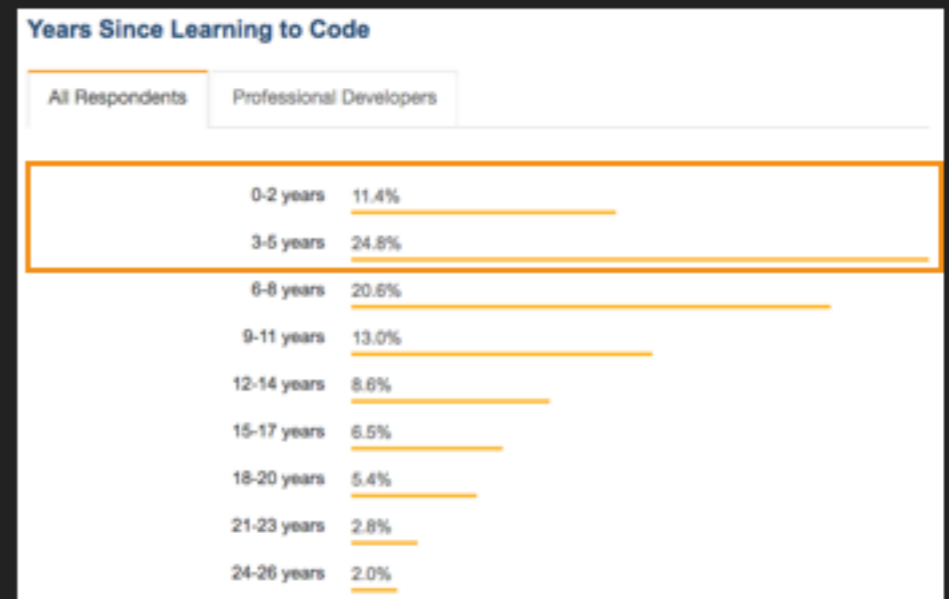 Years Since Learning to Code
All Respondents Professional Developers
0-2 years 11.4%
3-5 years 24.8%
6-8 years 20.6%
9-11 years 13.0%
12-14 years 8.6%
15-17 years 6.5%
18-20 years 5.4%
21-23 years 2.8%
24-26 years 2.0%